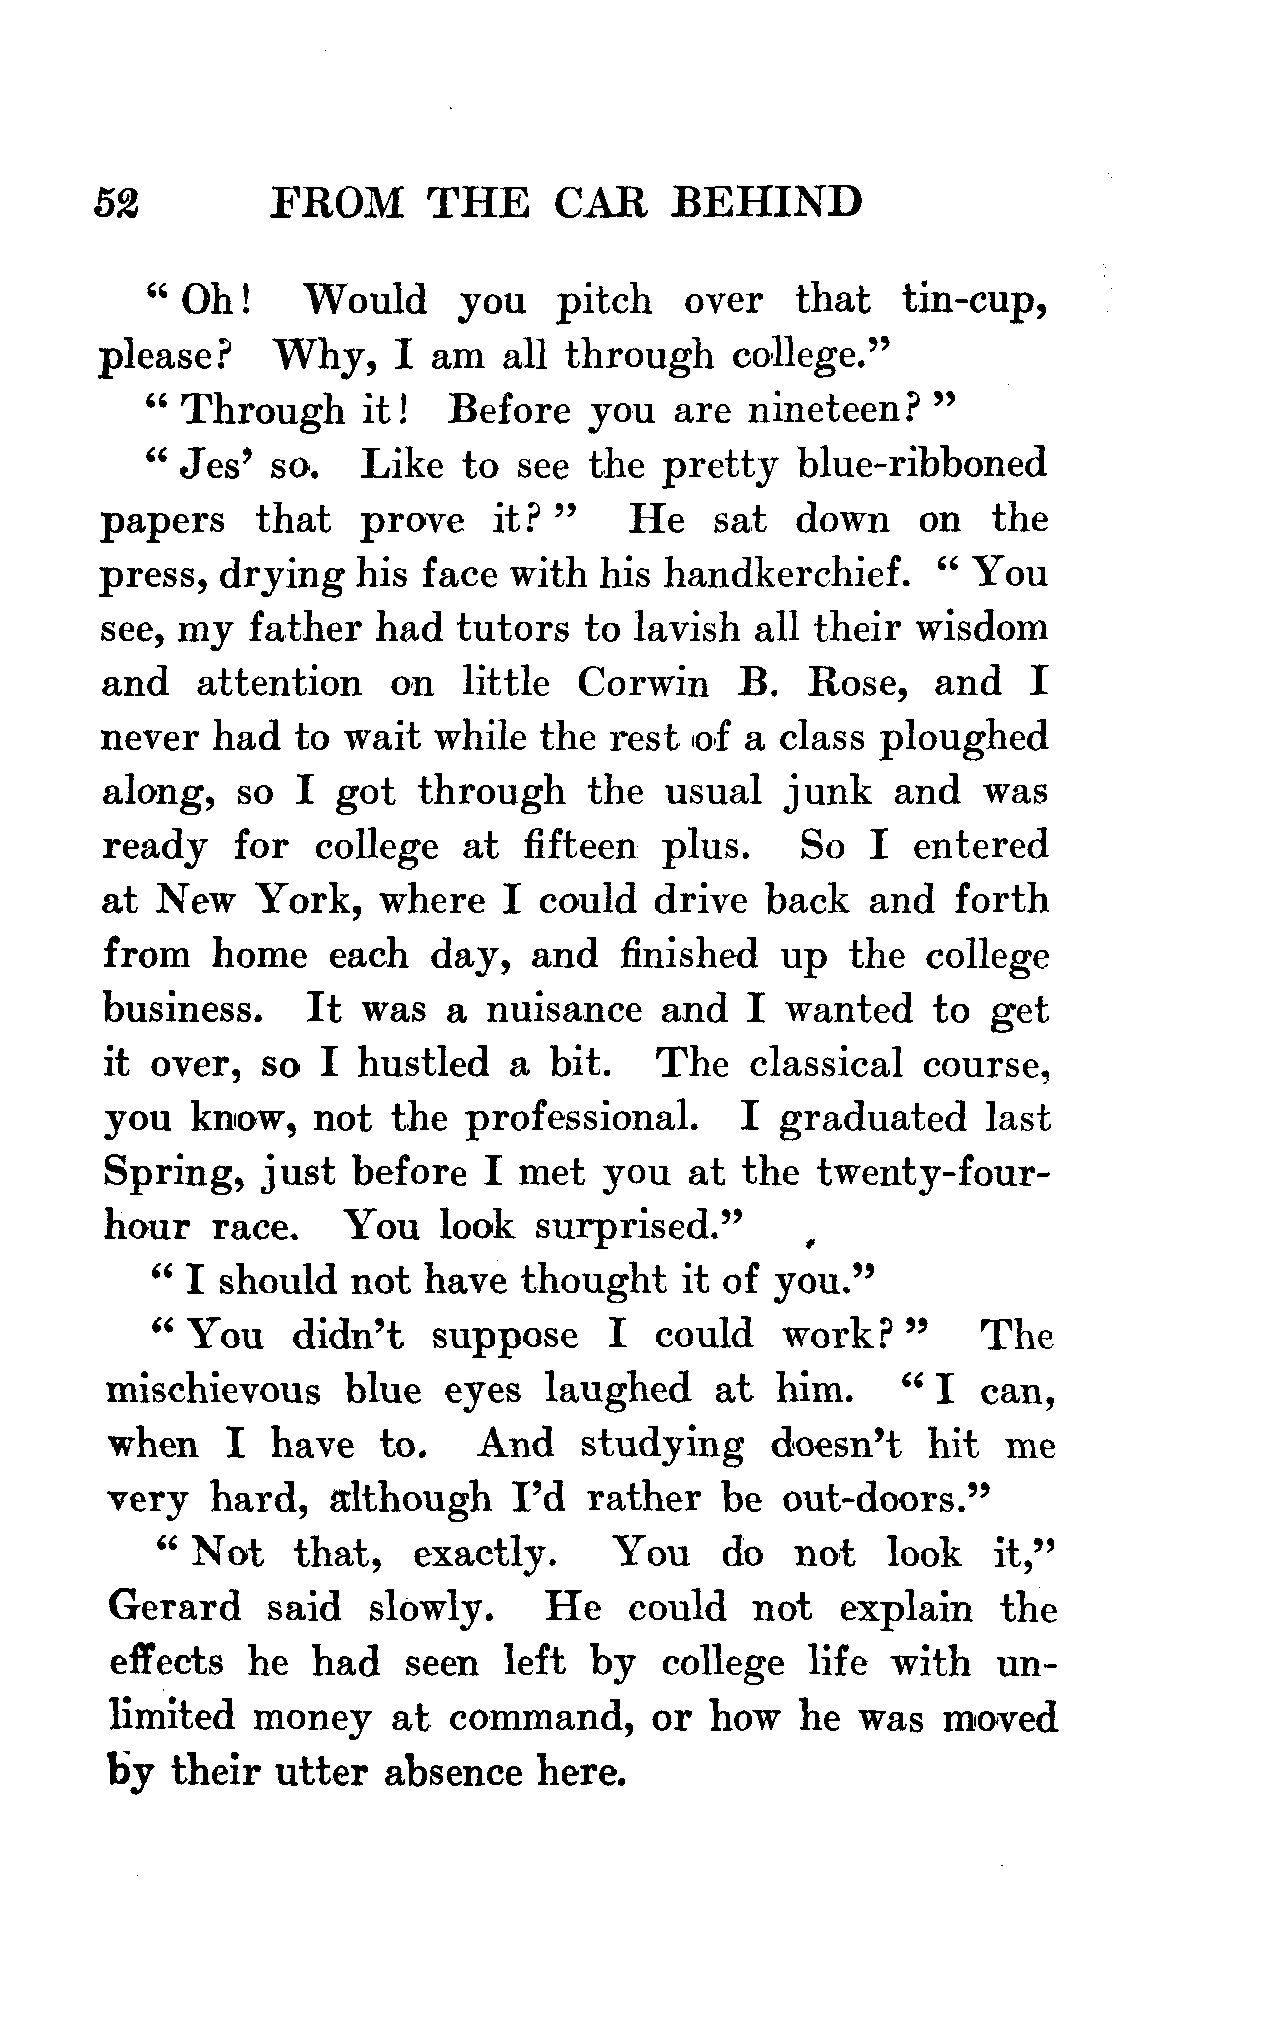 52 FROM THE CAR BEHIND
“ Oh! Would you pitch over that tin-cup,
please? Why, I am all through college.”
“ Through it! Before you are nineteen? ”
“ Jes’ so. Like to see the pretty blue-ribboned
papers that prove it? ” He sat down on the
press, drying his face with his handkerchief. “ You
see, my father had tutors to lavish all their wisdom
and attention on little Corwin B. Rose, and I
never had to wait while the rest of a class ploughed
along, so I got through the usual junk and was
ready for college at fifteen plus. So I entered
at New York, where I could drive back and forth
from home each day, and finished up the college
business. It was a nuisance and I wanted to get
it over, so I hustled a bit. The classical course,
you know, not the professional. I graduated last
Spring, just before I met you at the twenty-four-
hour race. You look surprised.”
“ I should not have thought it of you.”
“ You didn’t suppose I could work? ” The
mischievous blue eyes laughed at him. “ I can,
when I have to. And studying doesn’t hit me
very hard, although I’d rather be out-doors.”
“ Not that, exactly. You do not look it,”
Gerard said slowly. He could not explain the
effects he had seen left by college life with un-
limited money at command, or how he was moved
by their utter absence here.